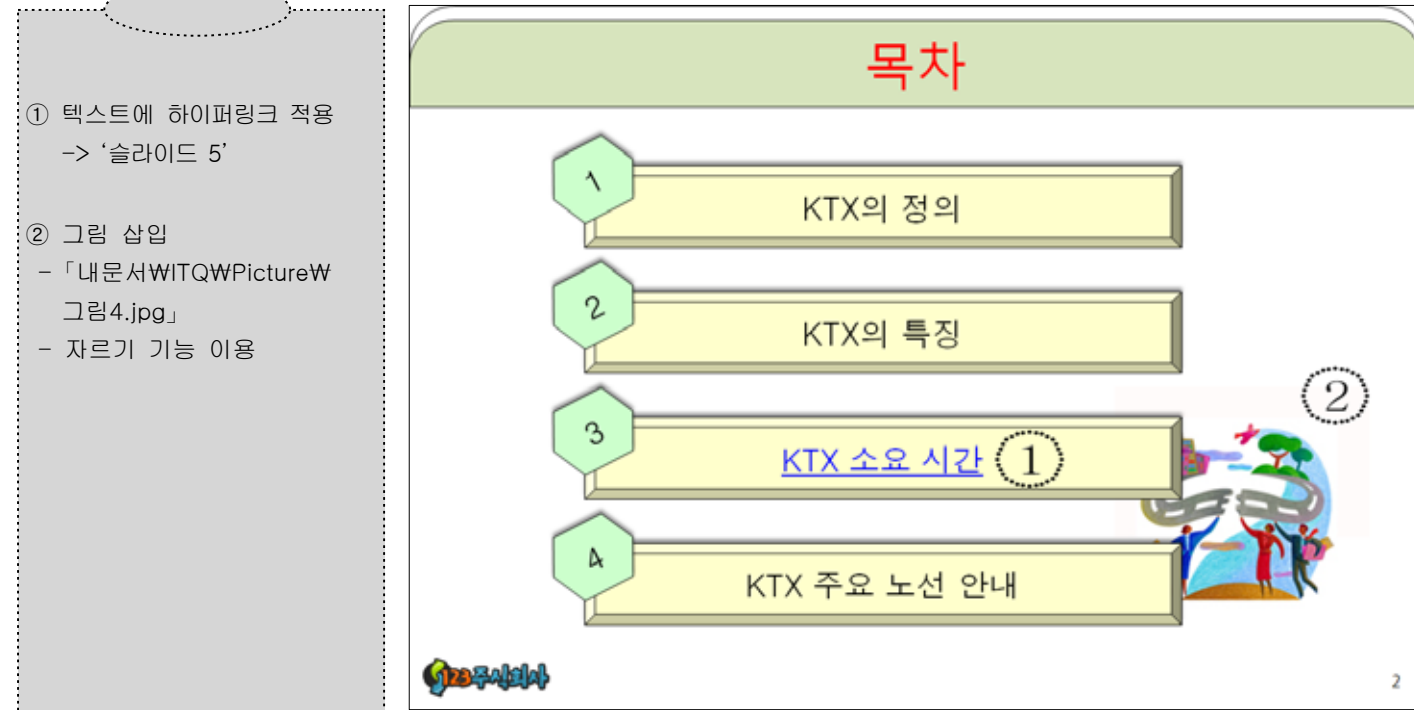 ① 텍스트에 하이퍼링크 적용
-> ‘슬라이드 5’
② 그림 삽입
-「내문서₩ITQ₩Picture₩
그림4.jpg」
- 자르기 기능 이용
목차
1
KTX의 정의
2
KTX의 특징
②
3
KTX 소요 시간 ①
4
KTX 주요 노선 안내
123주식회사
2